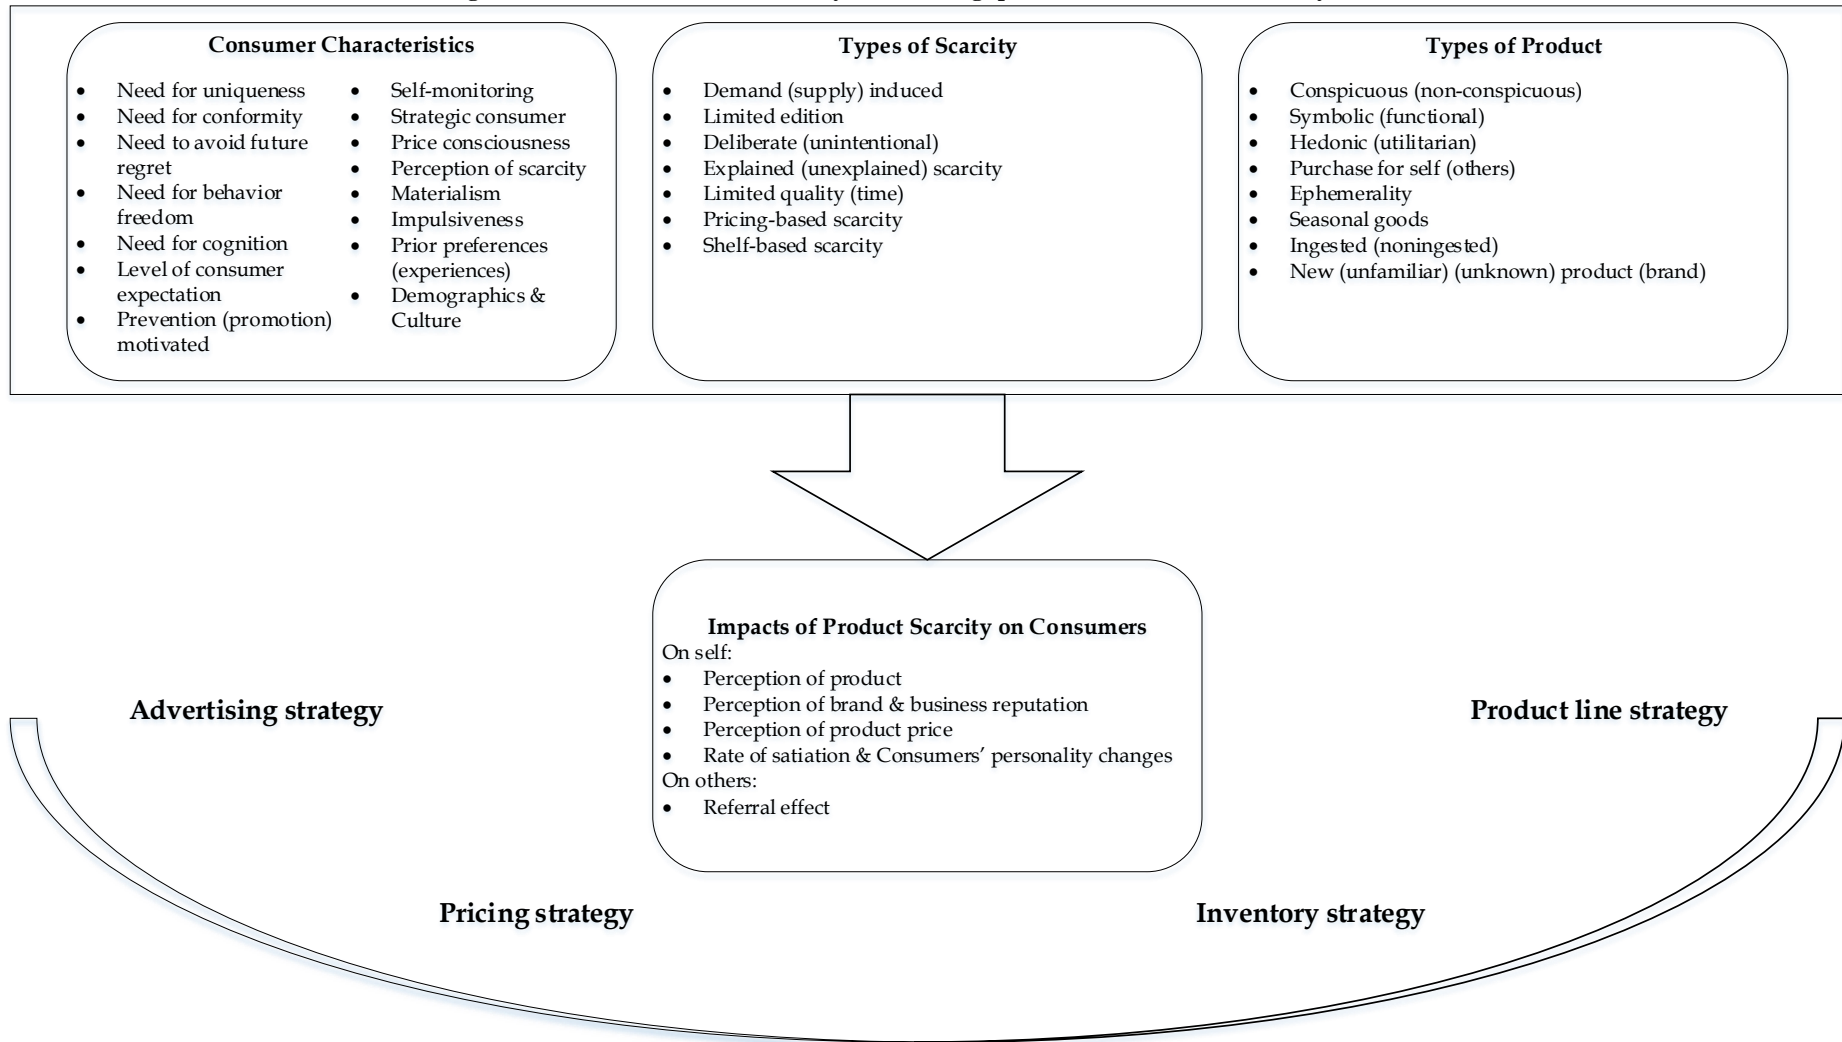 Consumer Characteristics
Need for uniqueness
Need for conformity
Need to avoid future
regret
Need for behavior
freedom
Need for cognition
Level of consumer
expectation
Prevention (promotion)
motivated
Self-monitoring
Strategic consumer
Price consciousness
Perception of scarcity
Materialism
Impulsiveness
Prior preferences
(experiences)
Demographics &
Culture
Types of Scarcity
Demand (supply) induced
Limited edition
Deliberate (unintentional)
Explained (unexplained) scarcity
Limited quality (time)
Pricing-based scarcity
Shelf-based scarcity
Types of Product
Conspicuous (non-conspicuous)
Symbolic (functional)
Hedonic (utilitarian)
Purchase for self (others)
Ephemerality
Seasonal goods
Ingested (noningested)
New (unfamiliar) (unknown) product (brand)
Impacts of Product Scarcity on Consumers
On self:
Perception of product
Perception of brand & business reputation
Perception of product price
Rate of satiation & Consumers’ personality changes
On others:
Referral effect
Advertising strategy
Pricing strategy
Inventory strategy
Product line strategy